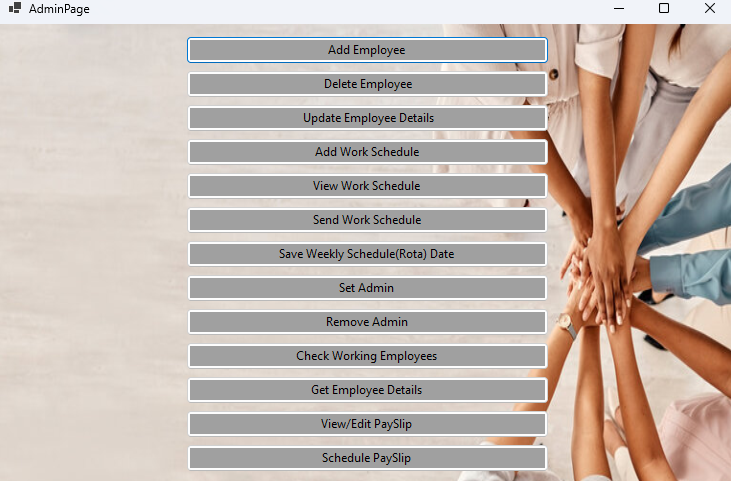 AdminPage
Add Employee
Delete Employee
Update Employee Details
Add Work Schedule
View Work Schedule
Send Work Schedule
Save Weekly Schedule(Rota) Date
Set Admin
Remove Admin
Check Working Employees
Get Employee Details
View/Edit PaySlip
Schedule PaySlip